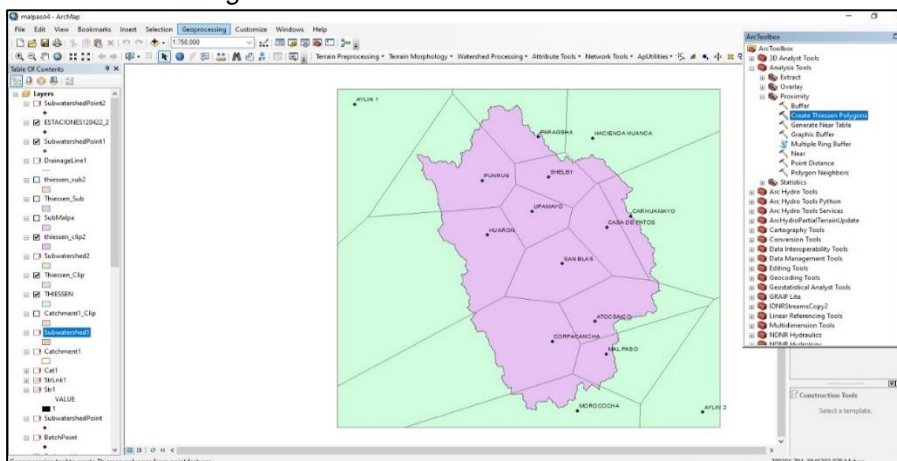 malpaso4 - ArcMap
File Edit View Bookmarks Insert Selection Geoprocessing Customize Windows Help
1:750,000
Terrain Preprocessing Terrain Morphology Watershed Processing Attribute Tools Network Tools ApUtilities
Table Of Contents
Layers
SubwatershedPoint2
ESTACIONES120422_2
SubwatershedPoint1
DrainageLine1
thiessen_sub2
Thiessen_Sub
SubMalpa
thiessen_clip2
Subwatershed2
Thiessen_Clip
THIESSEN
Catchment1_Clip
Subwatershed1
Catchment1
Cat1
StrLnk1
Str1
VALUE
1
SubwatershedPoint
BatchPoint
AYLIN 1
PARAGSHA
HACIENDA HUANCA
PUNRUN
SHELBY
UPAMAYO
CARHUAMAYO
CASA DE PATOS
HUARON
SAN BLAS
ATOCSAICO
CORPACANCHA
MALPASO
MOROCOCHA
AYLIN 2
ArcToolbox
ArcToolbox
3D Analyst Tools
Analysis Tools
Extract
Overlay
Proximity
Buffer
Create Thiessen Polygons
Generate Near Table
Graphic Buffer
Multiple Ring Buffer
Near
Point Distance
Polygon Neighbors
Statistics
Arc Hydro Tools
Arc Hydro Tools Python
Arc Hydro Tools Services
ArcHydroPartialTerrainUpdate
Cartography Tools
Conversion Tools
Data Interoperability Tools
Data Management Tools
Editing Tools
Geocoding Tools
Geostatistical Analyst Tools
GRAIP Lite
IDNRStreamsCopy2
Linear Referencing Tools
Multidimension Tools
NDNR Hydraulics
NDNR Hydrology
Construction Tools
Select a template.